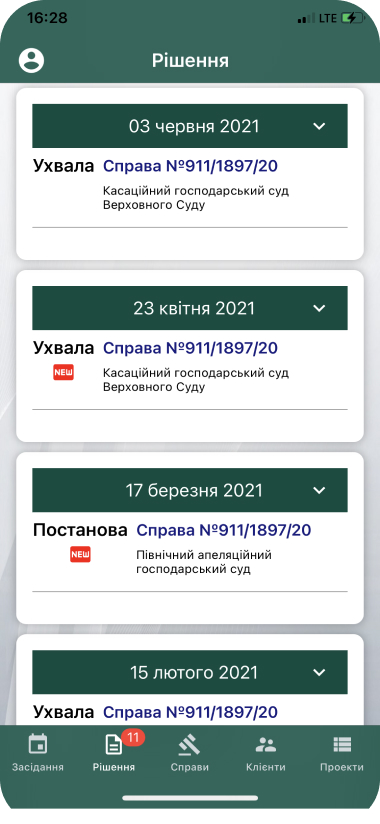 16:28
LTE
Рішення
03 червня 2021
Ухвала Справа №911/1897/20
Касаційний господарський суд
Верховного Суду
23 квітня 2021
Ухвала Справа №911/1897/20
NEW
Касаційний господарський суд
Верховного Суду
17 березня 2021
Постанова Справа №911/1897/20
NEW
Північний апеляційний
господарський суд
15 лютого 2021
Ухвала Справа №911/1897/20
11
Засідання Рішення Справи Клієнти Проекти